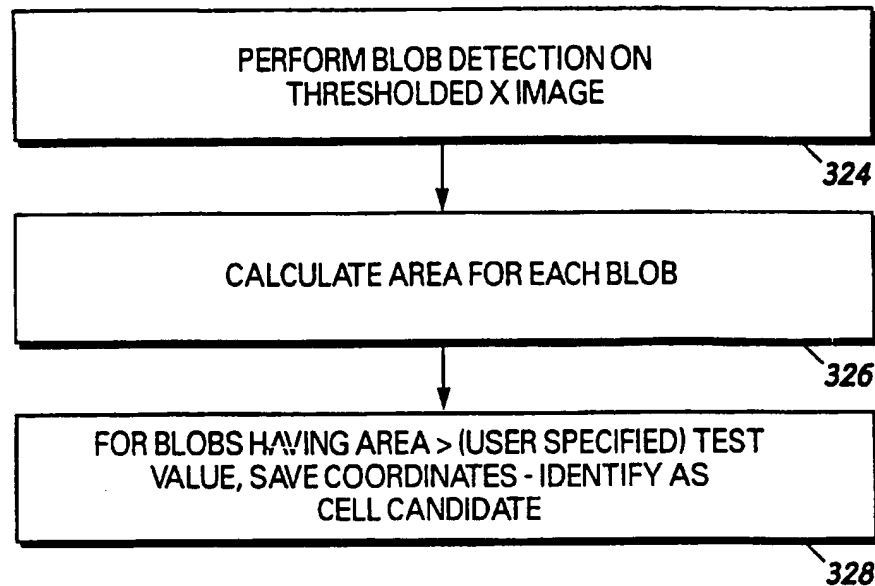 PERFORM BLOB DETECTION ON
THRESHOLDED X IMAGE
324
CALCULATE AREA FOR EACH BLOB
326
FOR BLOBS HAVING AREA > (USER SPECIFIED) TEST
VALUE, SAVE COORDINATES - IDENTIFY AS
CELL CANDIDATE
328